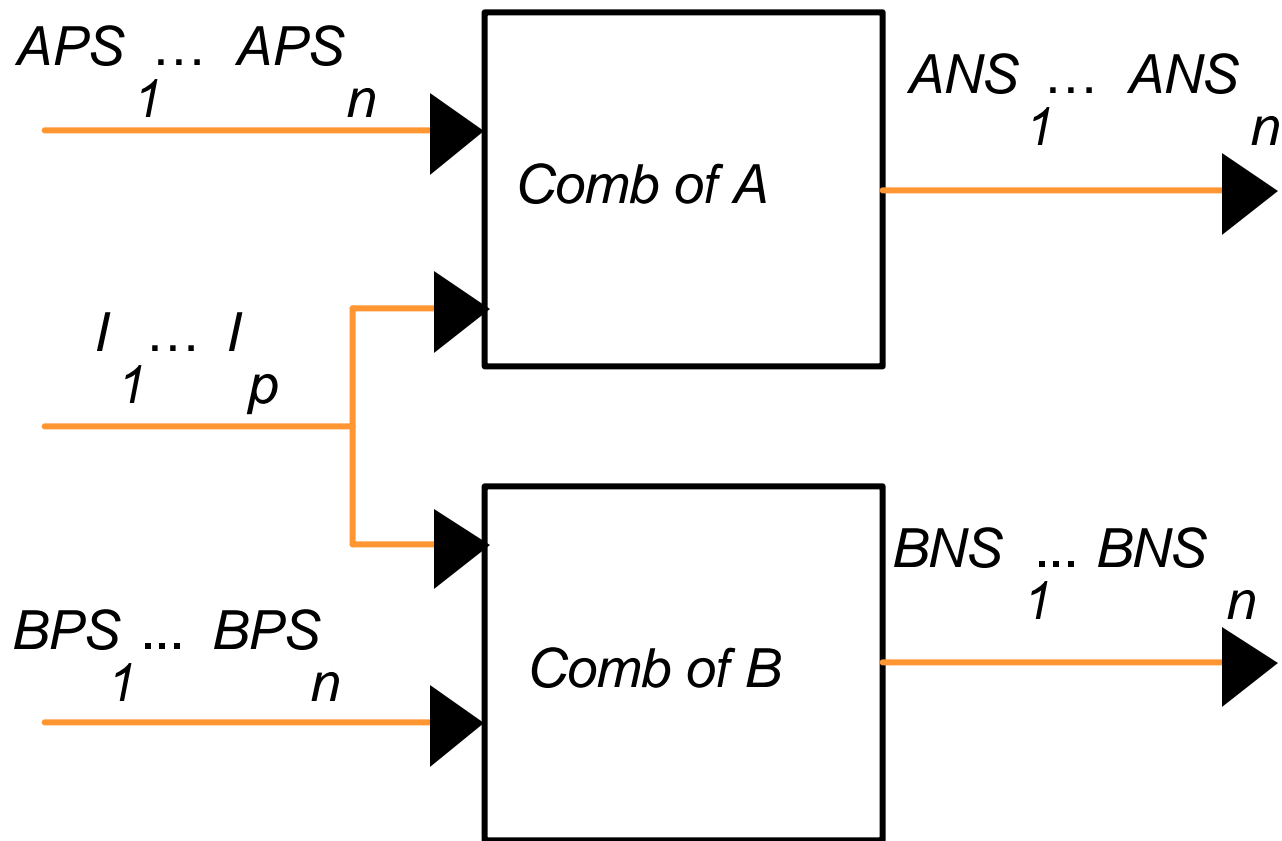 APS 1 … APS n
ANS 1 … ANS n
Comb of A
I 1 … I p
BNS 1 ... BNS n
BPS 1 ... BPS n
Comb of B